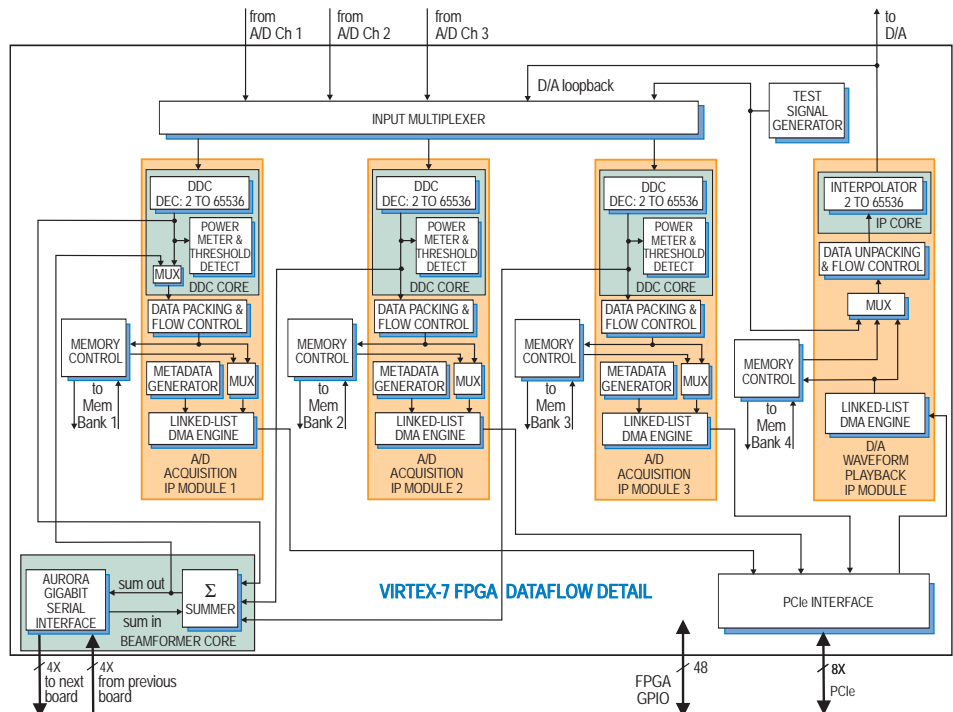 from
A/D Ch 1
from
A/D Ch 2
from
A/D Ch 3
to
D/A
D/A loopback
INPUT MULTIPLEXER
TEST
SIGNAL
GENERATOR
DDC
DEC: 2 TO 65536
POWER
METER &
THRESHOLD
DETECT
MUX
DDC CORE
DATA PACKING &
FLOW CONTROL
MEMORY
CONTROL
to
Mem
Bank 1
METADATA
GENERATOR
MUX
LINKED-LIST
DMA ENGINE
A/D
ACQUISITION
IP MODULE 1
DDC
DEC: 2 TO 65536
POWER
METER &
THRESHOLD
DETECT
DDC CORE
DATA PACKING &
FLOW CONTROL
MEMORY
CONTROL
to
Mem
Bank 2
METADATA
GENERATOR
MUX
LINKED-LIST
DMA ENGINE
A/D
ACQUISITION
IP MODULE 2
DDC
DEC: 2 TO 65536
POWER
METER &
THRESHOLD
DETECT
DDC CORE
DATA PACKING &
FLOW CONTROL
MEMORY
CONTROL
to
Mem
Bank 3
METADATA
GENERATOR
MUX
LINKED-LIST
DMA ENGINE
A/D
ACQUISITION
IP MODULE 3
INTERPOLATOR
2 TO 65536
IP CORE
DATA UNPACKING
& FLOW CONTROL
MUX
MEMORY
CONTROL
to
Mem
Bank 4
LINKED-LIST
DMA ENGINE
D/A
WAVEFORM
PLAYBACK
IP MODULE
AURORA
GIGABIT
SERIAL
INTERFACE
sum out
sum in
Σ
SUMMER
BEAMFORMER CORE
VIRTEX-7 FPGA DATAFLOW DETAIL
PCIe INTERFACE
4X
to next
board
4X
from previous
board
48
FPGA
GPIO
8X
PCIe